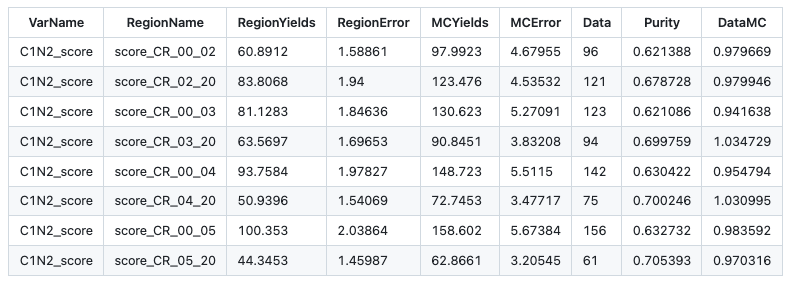 VarName RegionName RegionYields RegionError MCYields MCError Data Purity DataMC
C1N2_score score_CR_00_02 60.8912 1.58861 97.9923 4.67955 96 0.621388 0.979669
C1N2_score score_CR_02_20 83.8068 1.94 123.476 4.53532 121 0.678728 0.979946
C1N2_score score_CR_00_03 81.1283 1.84636 130.623 5.27091 123 0.621086 0.941638
C1N2_score score_CR_03_20 63.5697 1.69653 90.8451 3.83208 94 0.699759 1.034729
C1N2_score score_CR_00_04 93.7584 1.97827 148.723 5.5115 142 0.630422 0.954794
C1N2_score score_CR_04_20 50.9396 1.54069 72.7453 3.47717 75 0.700246 1.030995
C1N2_score score_CR_00_05 100.353 2.03864 158.602 5.67384 156 0.632732 0.983592
C1N2_score score_CR_05_20 44.3453 1.45987 62.8661 3.20545 61 0.705393 0.970316